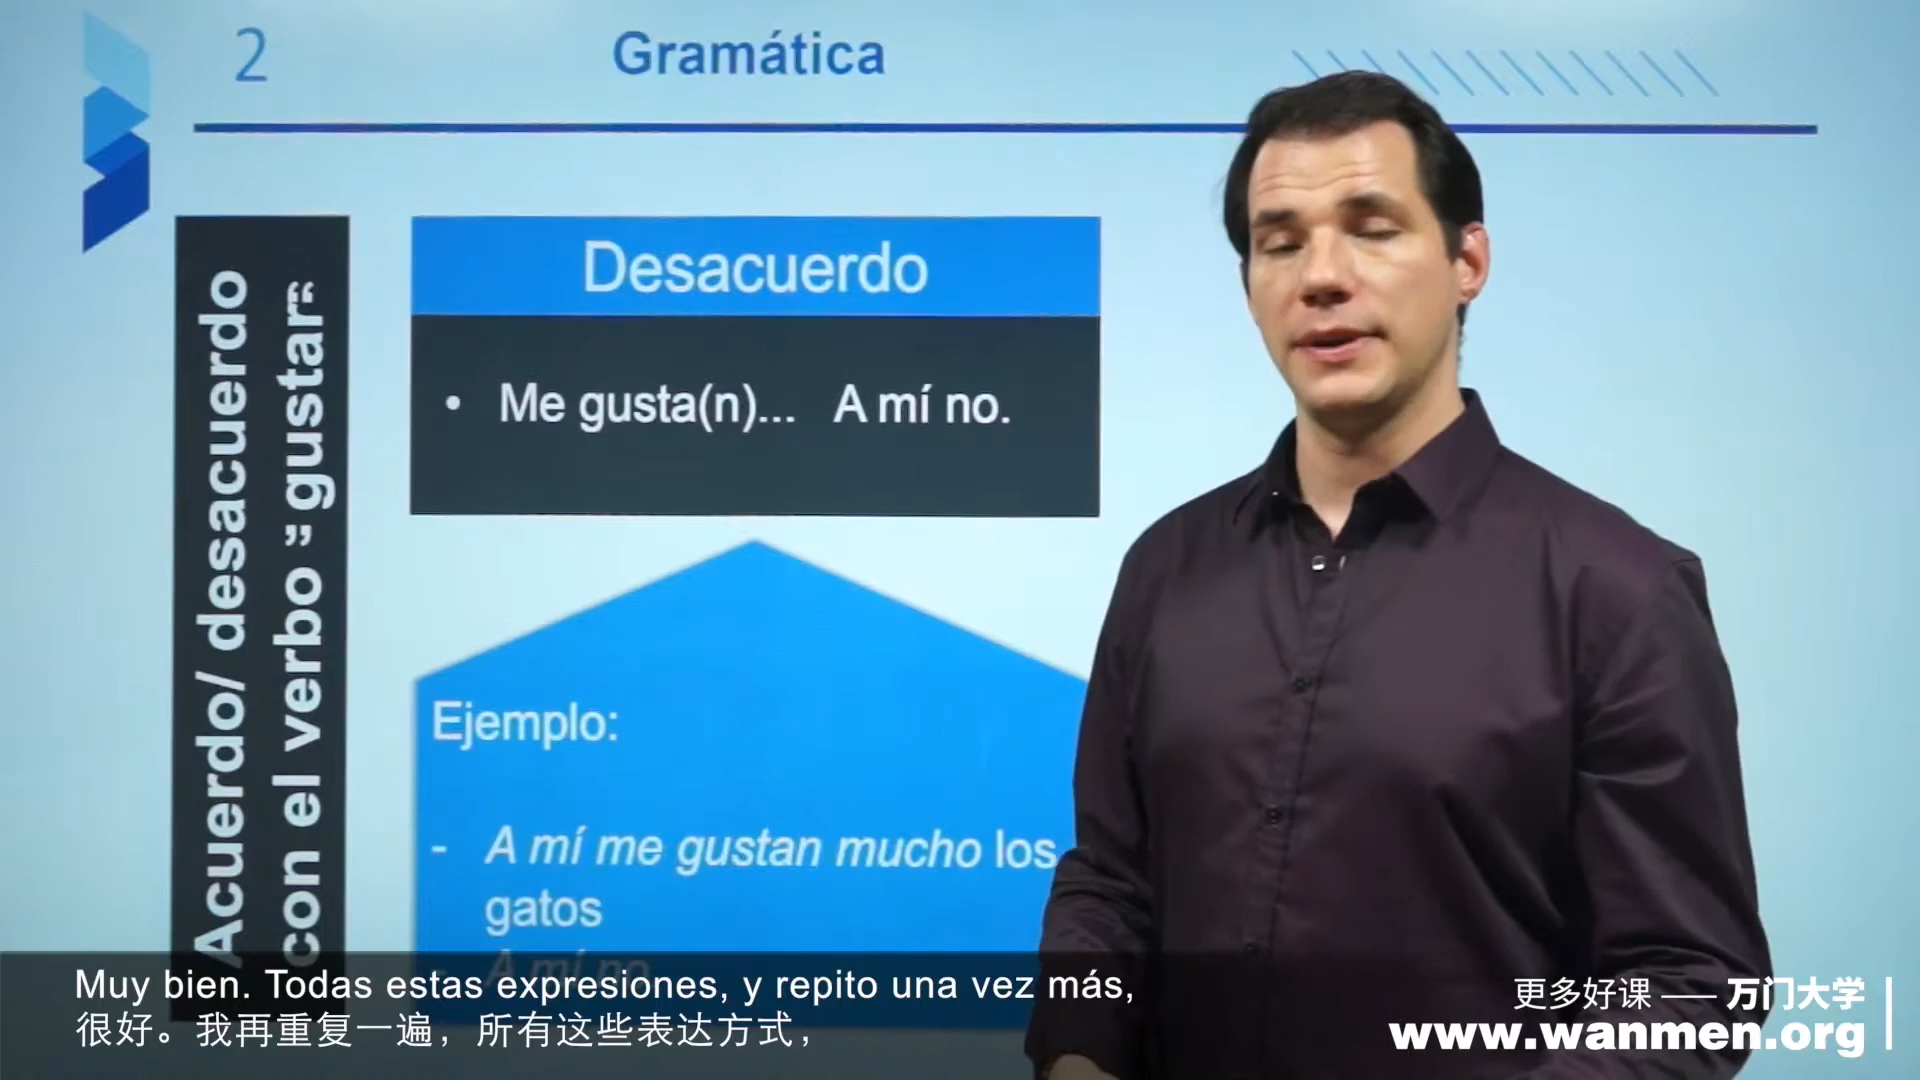 2
Gramática
Acuerdo/ desacuerdo
con el verbo ”gustar“
Desacuerdo
• Me gusta(n)... A mí no.
Ejemplo:
- A mí me gustan mucho los
gatos
- A mí no
Muy bien. Todas estas expresiones, y repito una vez más,
很好。我再重复一遍，所有这些表达方式，
更多好课 —— 万门大学
www.wanmen.org